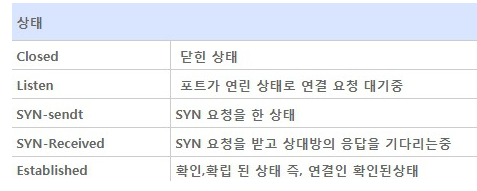 상태
Closed 닫힌 상태
Listen 포트가 연린 상태로 연결 요청 대기중
SYN-sendt SYN 요청을 한 상태
SYN-Received SYN 요청을 받고 상대방의 응답을 기다리는중
Established 확인,확립 된 상태 즉, 연결인 확인된상태